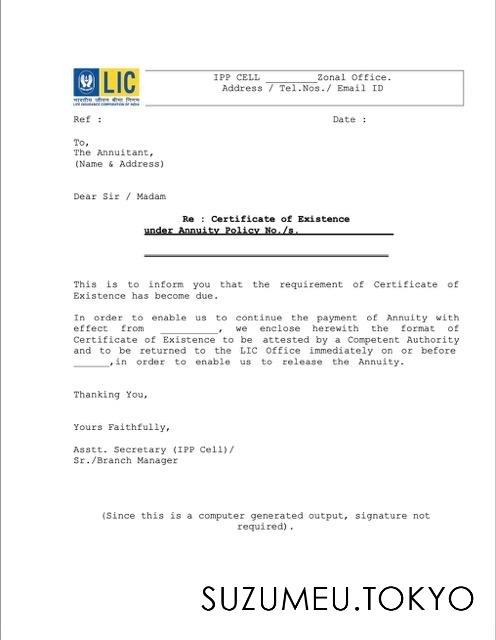 LIC
भारतीय जीवन बीमा निगम
LIFE INSURANCE CORPORATION OF INDIA
IPP CELL _________Zonal Office.
Address / Tel.Nos./ Email ID
Ref :
Date :
To,
The Annuitant,
(Name & Address)
Dear Sir / Madam
Re : Certificate of Existence
under Annuity Policy No./s.________________
This is to inform you that the requirement of Certificate of
Existence has become due.
In order to enable us to continue the payment of Annuity with
effect from __________, we enclose herewith the format of
Certificate of Existence to be attested by a Competent Authority
and to be returned to the LIC Office immediately on or before
______,in order to enable us to release the Annuity.
Thanking You,
Yours Faithfully,
Asstt. Secretary (IPP Cell)/
Sr./Branch Manager
(Since this is a computer generated output, signature not
required).
SUZUMEU.TOKYO